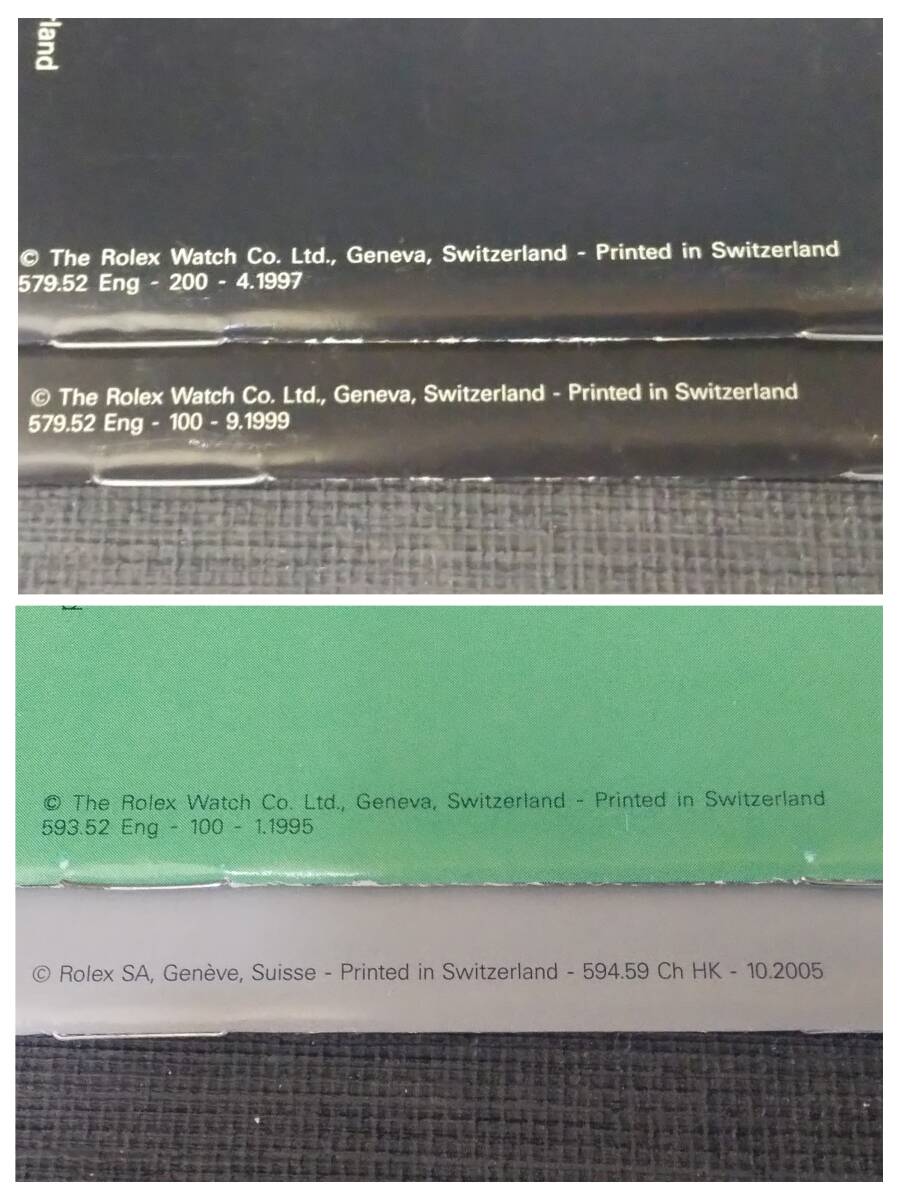 land
© The Rolex Watch Co. Ltd., Geneva, Switzerland - Printed in Switzerland
579.52 Eng - 200 - 4.1997
© The Rolex Watch Co. Ltd., Geneva, Switzerland - Printed in Switzerland
579.52 Eng - 100 - 9.1999
© The Rolex Watch Co. Ltd., Geneva, Switzerland - Printed in Switzerland
593.52 Eng - 100 - 1.1995
© Rolex SA, Genève, Suisse - Printed in Switzerland - 594.59 Ch HK - 10.2005